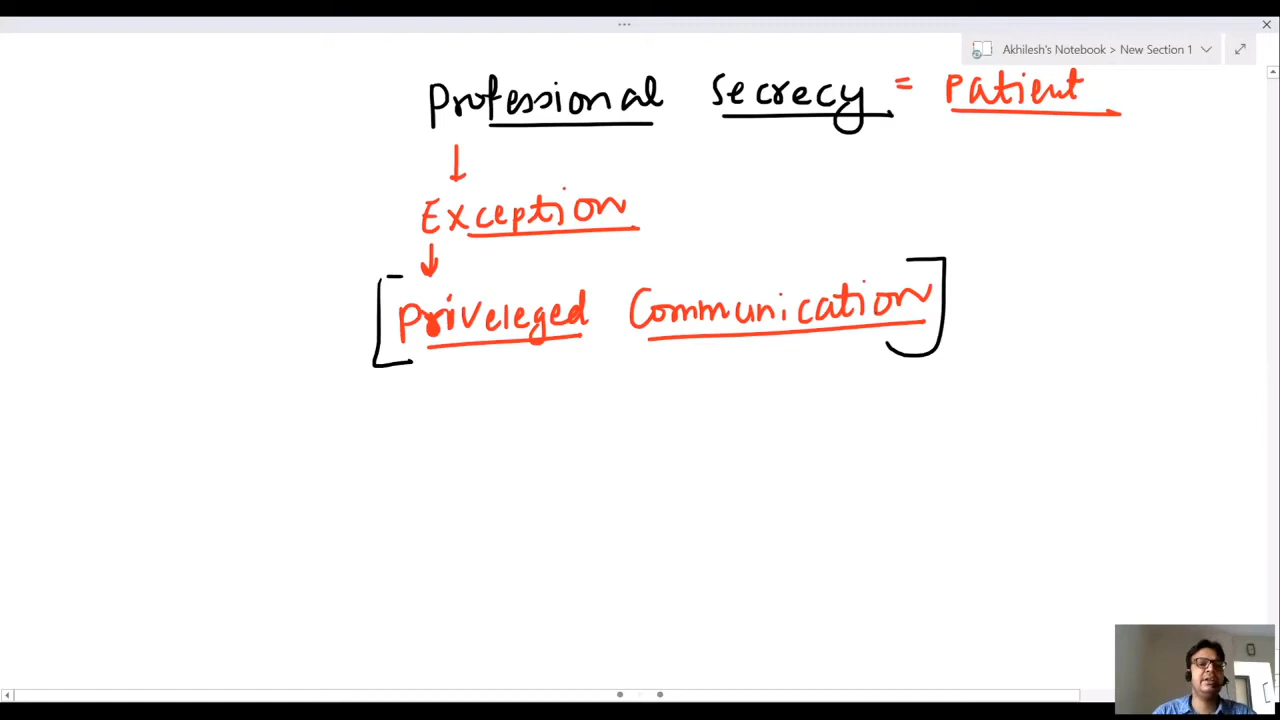 Akhilesh's Notebook > New Section 1
Professional Secrecy = Patient
Exception
Priveleged Communication